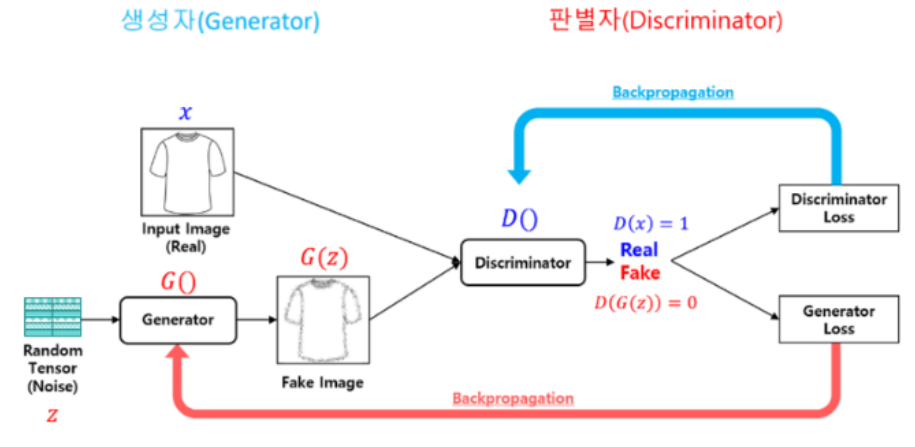 생성자(Generator)
판별자(Discriminator)
Backpropagation
x
Input Image
(Real)
D()
D(x) = 1
Real
Fake
D(G(z)) = 0
Discriminator
Discriminator
Loss
G(z)
G()
Generator
Generator
Loss
Random
Tensor
(Noise)
z
Fake Image
Backpropagation